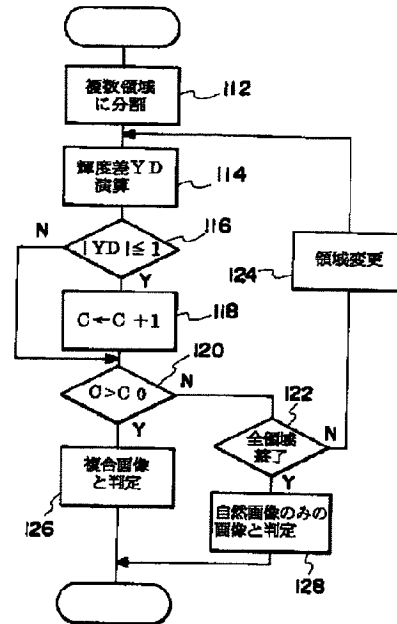 複数領域
に分割
112
輝度差YD
演算
114
N
|YD|≦1
116
Y
C←C+1
118
領域変更
124
120
C>C0
N
122
Y
全領域
終了
N
複合画像
と判定
126
Y
自然画像のみの
画像と判定
128